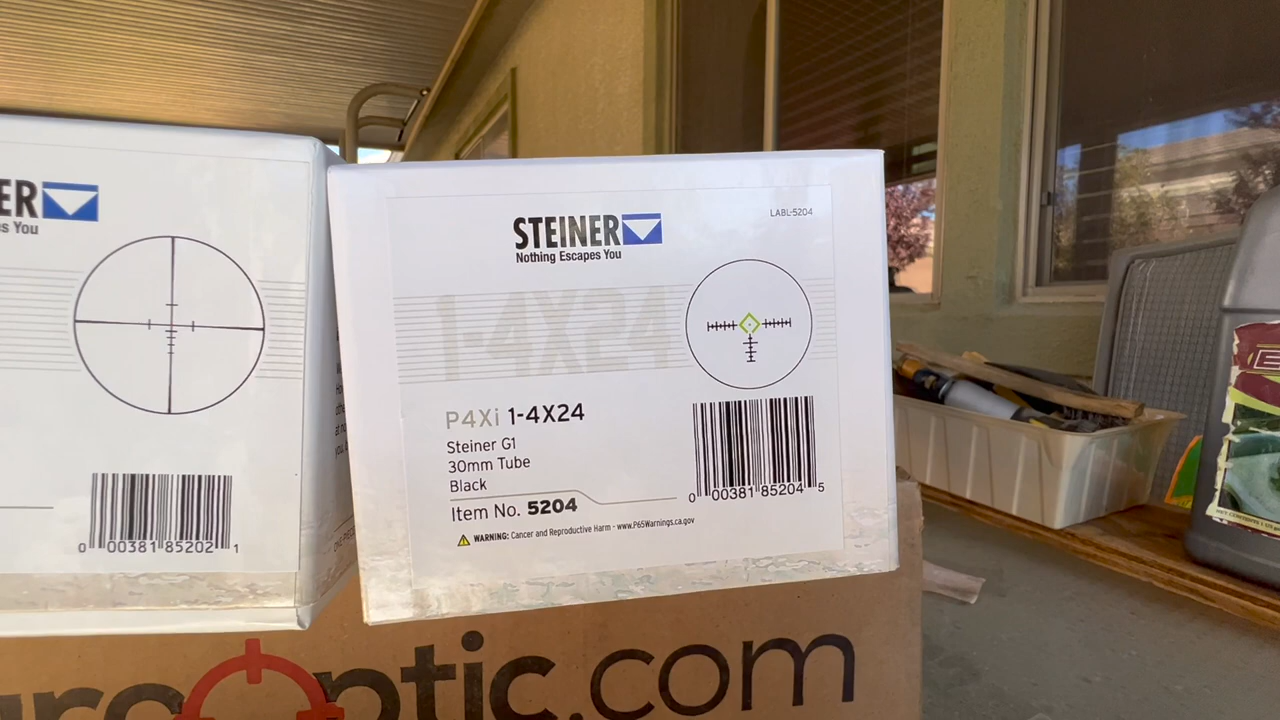 ER
s You
0 00381 85202 1
STEINER
Nothing Escapes You
LABL-5204
1-4X24
P4Xi 1-4X24
Steiner G1
30mm Tube
Black
Item No. 5204
WARNING: Cancer and Reproductive Harm - www.P65Warnings.ca.gov
0 00381 85204 5
uroOptic.com